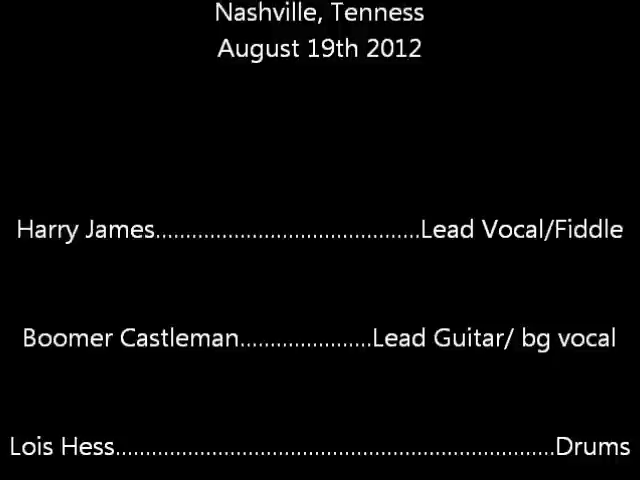 Nashville, Tenness
August 19th 2012
Harry James............................................Lead Vocal/Fiddle
Boomer Castleman......................Lead Guitar/ bg vocal
Lois Hess.........................................................................Drums